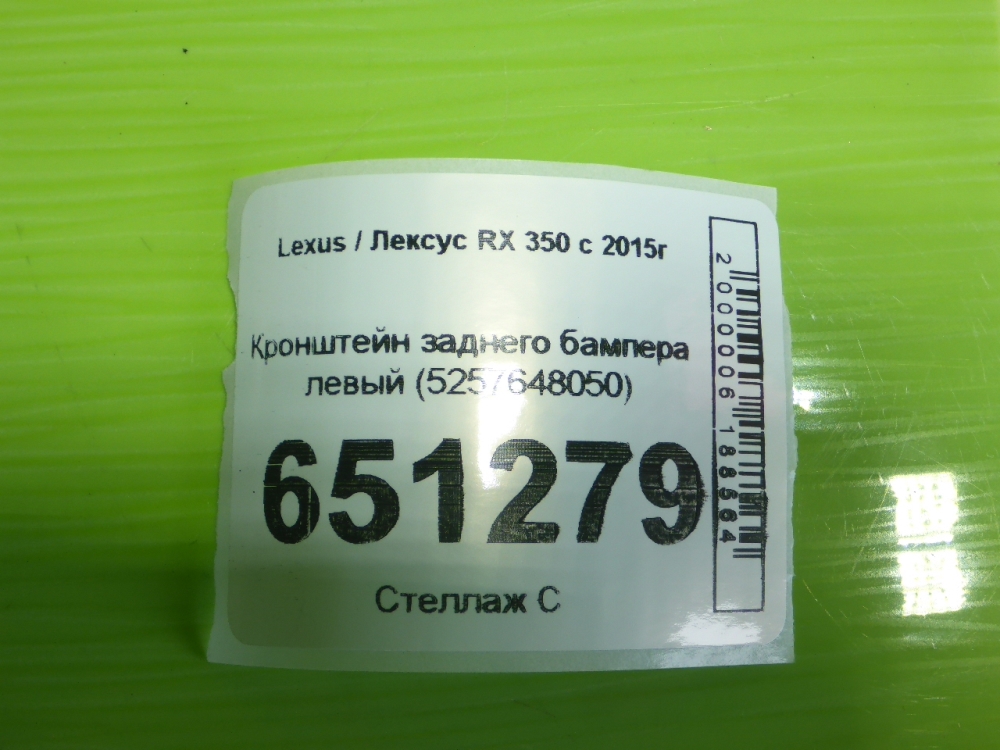 Lexus / Лексус RX 350 с 2015г
Кронштейн заднего бампера
левый (5257648050)
651279
Стеллаж С
2000006188564